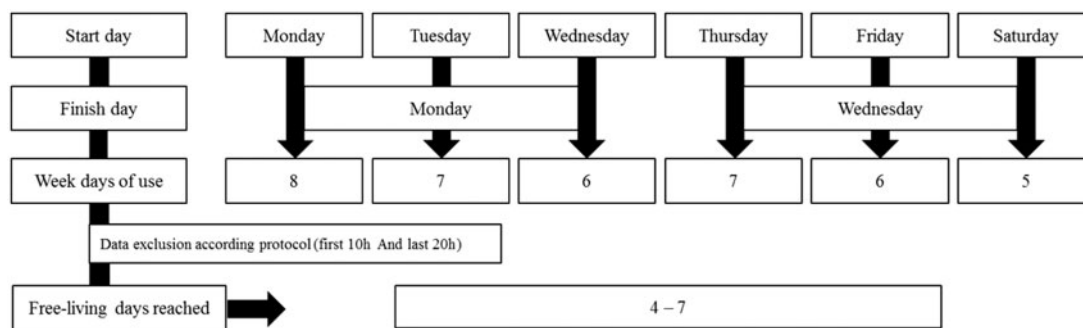 Start day
Monday
Tuesday
Wednesday
Thursday
Friday
Saturday
Finish day
Monday
Wednesday
Week days of use
8
7
6
7
6
5
Data exclusion according protocol (first 10h And last 20h)
Free-living days reached
4 – 7